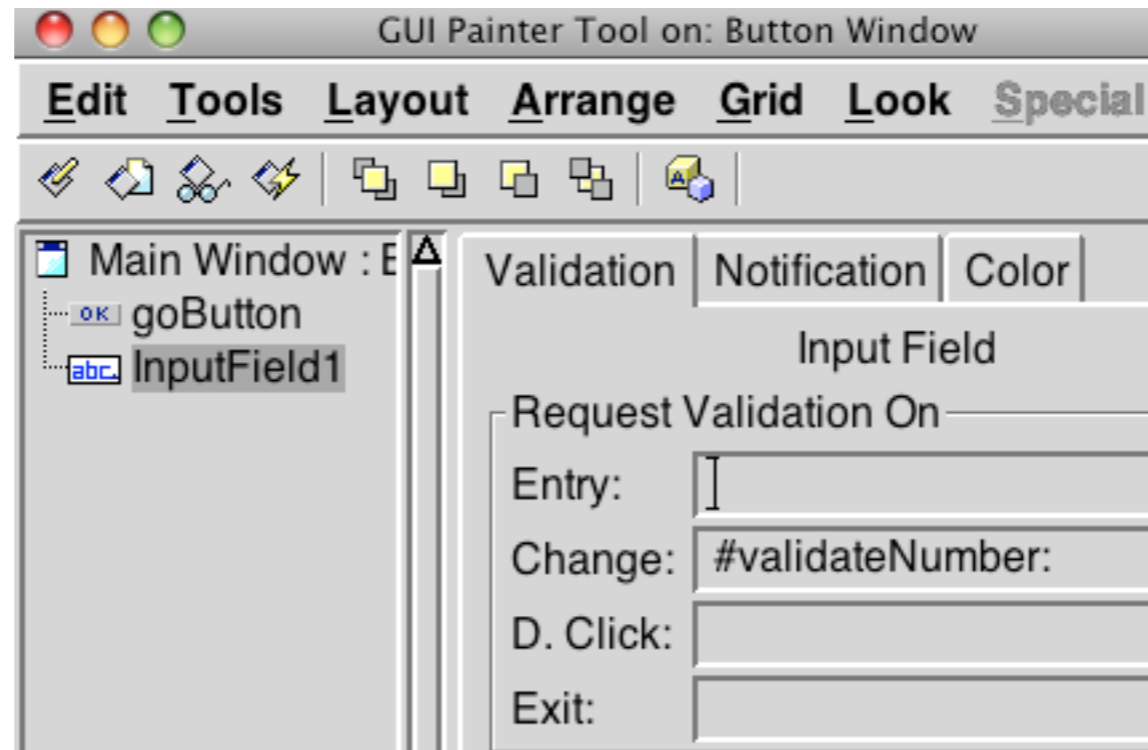 GUI Painter Tool on: Button Window
Edit Tools Layout Arrange Grid Look Special
A
Main Window : E
OK goButton
abc InputField1
Validation Notification Color
Input Field
Request Validation On
Entry:
Change: #validateNumber:
D. Click:
Exit: